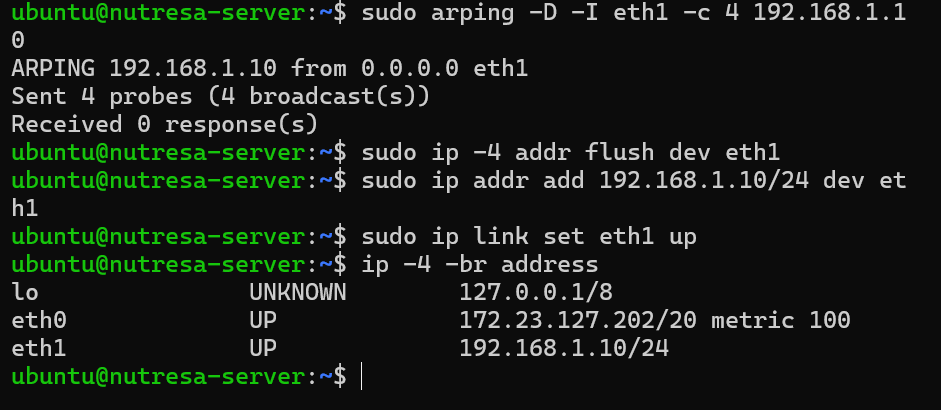 ubuntu@nutresa-server:~$ sudo arping -D -I eth1 -c 4 192.168.1.1
0
ARPING 192.168.1.10 from 0.0.0.0 eth1
Sent 4 probes (4 broadcast(s))
Received 0 response(s)
ubuntu@nutresa-server:~$ sudo ip -4 addr flush dev eth1
ubuntu@nutresa-server:~$ sudo ip addr add 192.168.1.10/24 dev et
h1
ubuntu@nutresa-server:~$ sudo ip link set eth1 up
ubuntu@nutresa-server:~$ ip -4 -br address
lo               UNKNOWN        127.0.0.1/8
eth0             UP             172.23.127.202/20 metric 100
eth1             UP             192.168.1.10/24
ubuntu@nutresa-server:~$